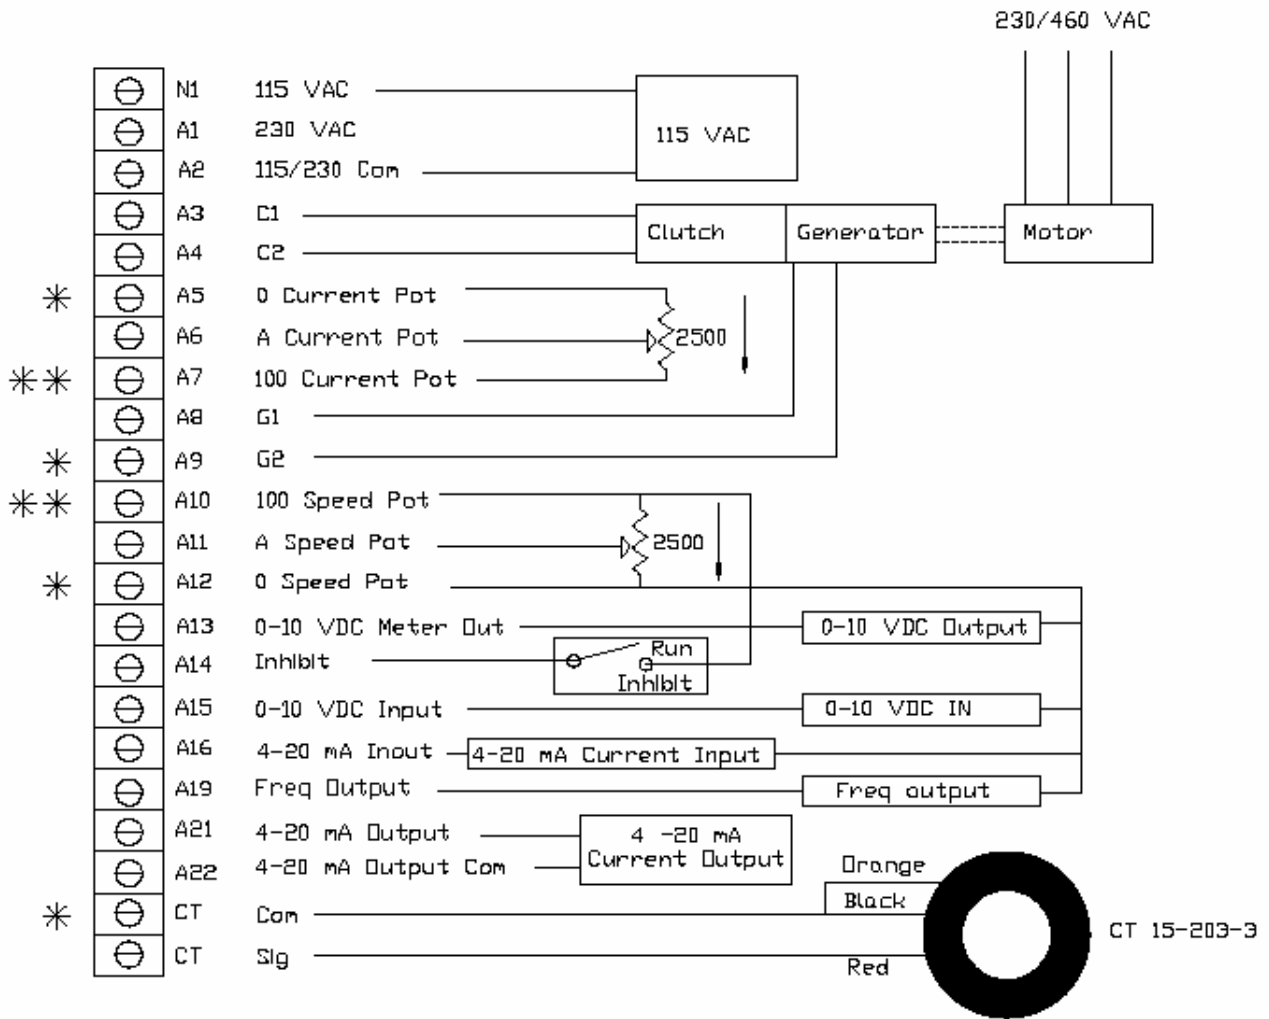 230/460 VAC
N1 115 VAC
115 VAC
A1 230 VAC
A2 115/230 Com
A3 C1
Clutch Generator Motor
A4 C2
* A5 0 Current Pot
A6 A Current Pot 2500
** A7 100 Current Pot
A8 G1
* A9 G2
** A10 100 Speed Pot
A11 A Speed Pot 2500
* A12 0 Speed Pot
A13 0-10 VDC Meter Out 0-10 VDC Output
Run
A14 Inhibit
Inhibit
A15 0-10 VDC Input 0-10 VDC IN
A16 4-20 mA Inout 4-20 mA Current Input
A19 Freq Output Freq output
A21 4-20 mA Output 4 -20 mA
Current Output
A22 4-20 mA Output Com
Orange
Black
* CT Com
CT 15-203-3
CT Sig
Red